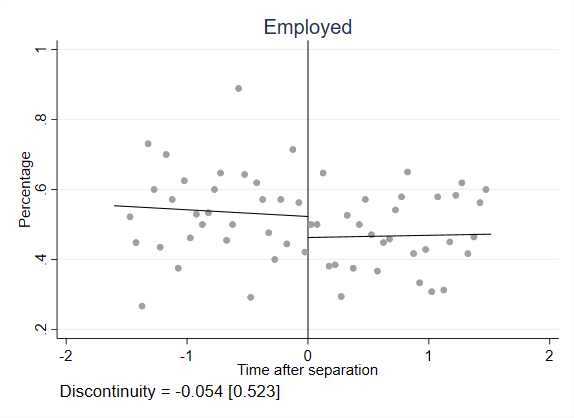 Employed
Percentage
1
.8
.6
.4
.2
-2 -1 0 1 2
Time after separation
Discontinuity = -0.054 [0.523]